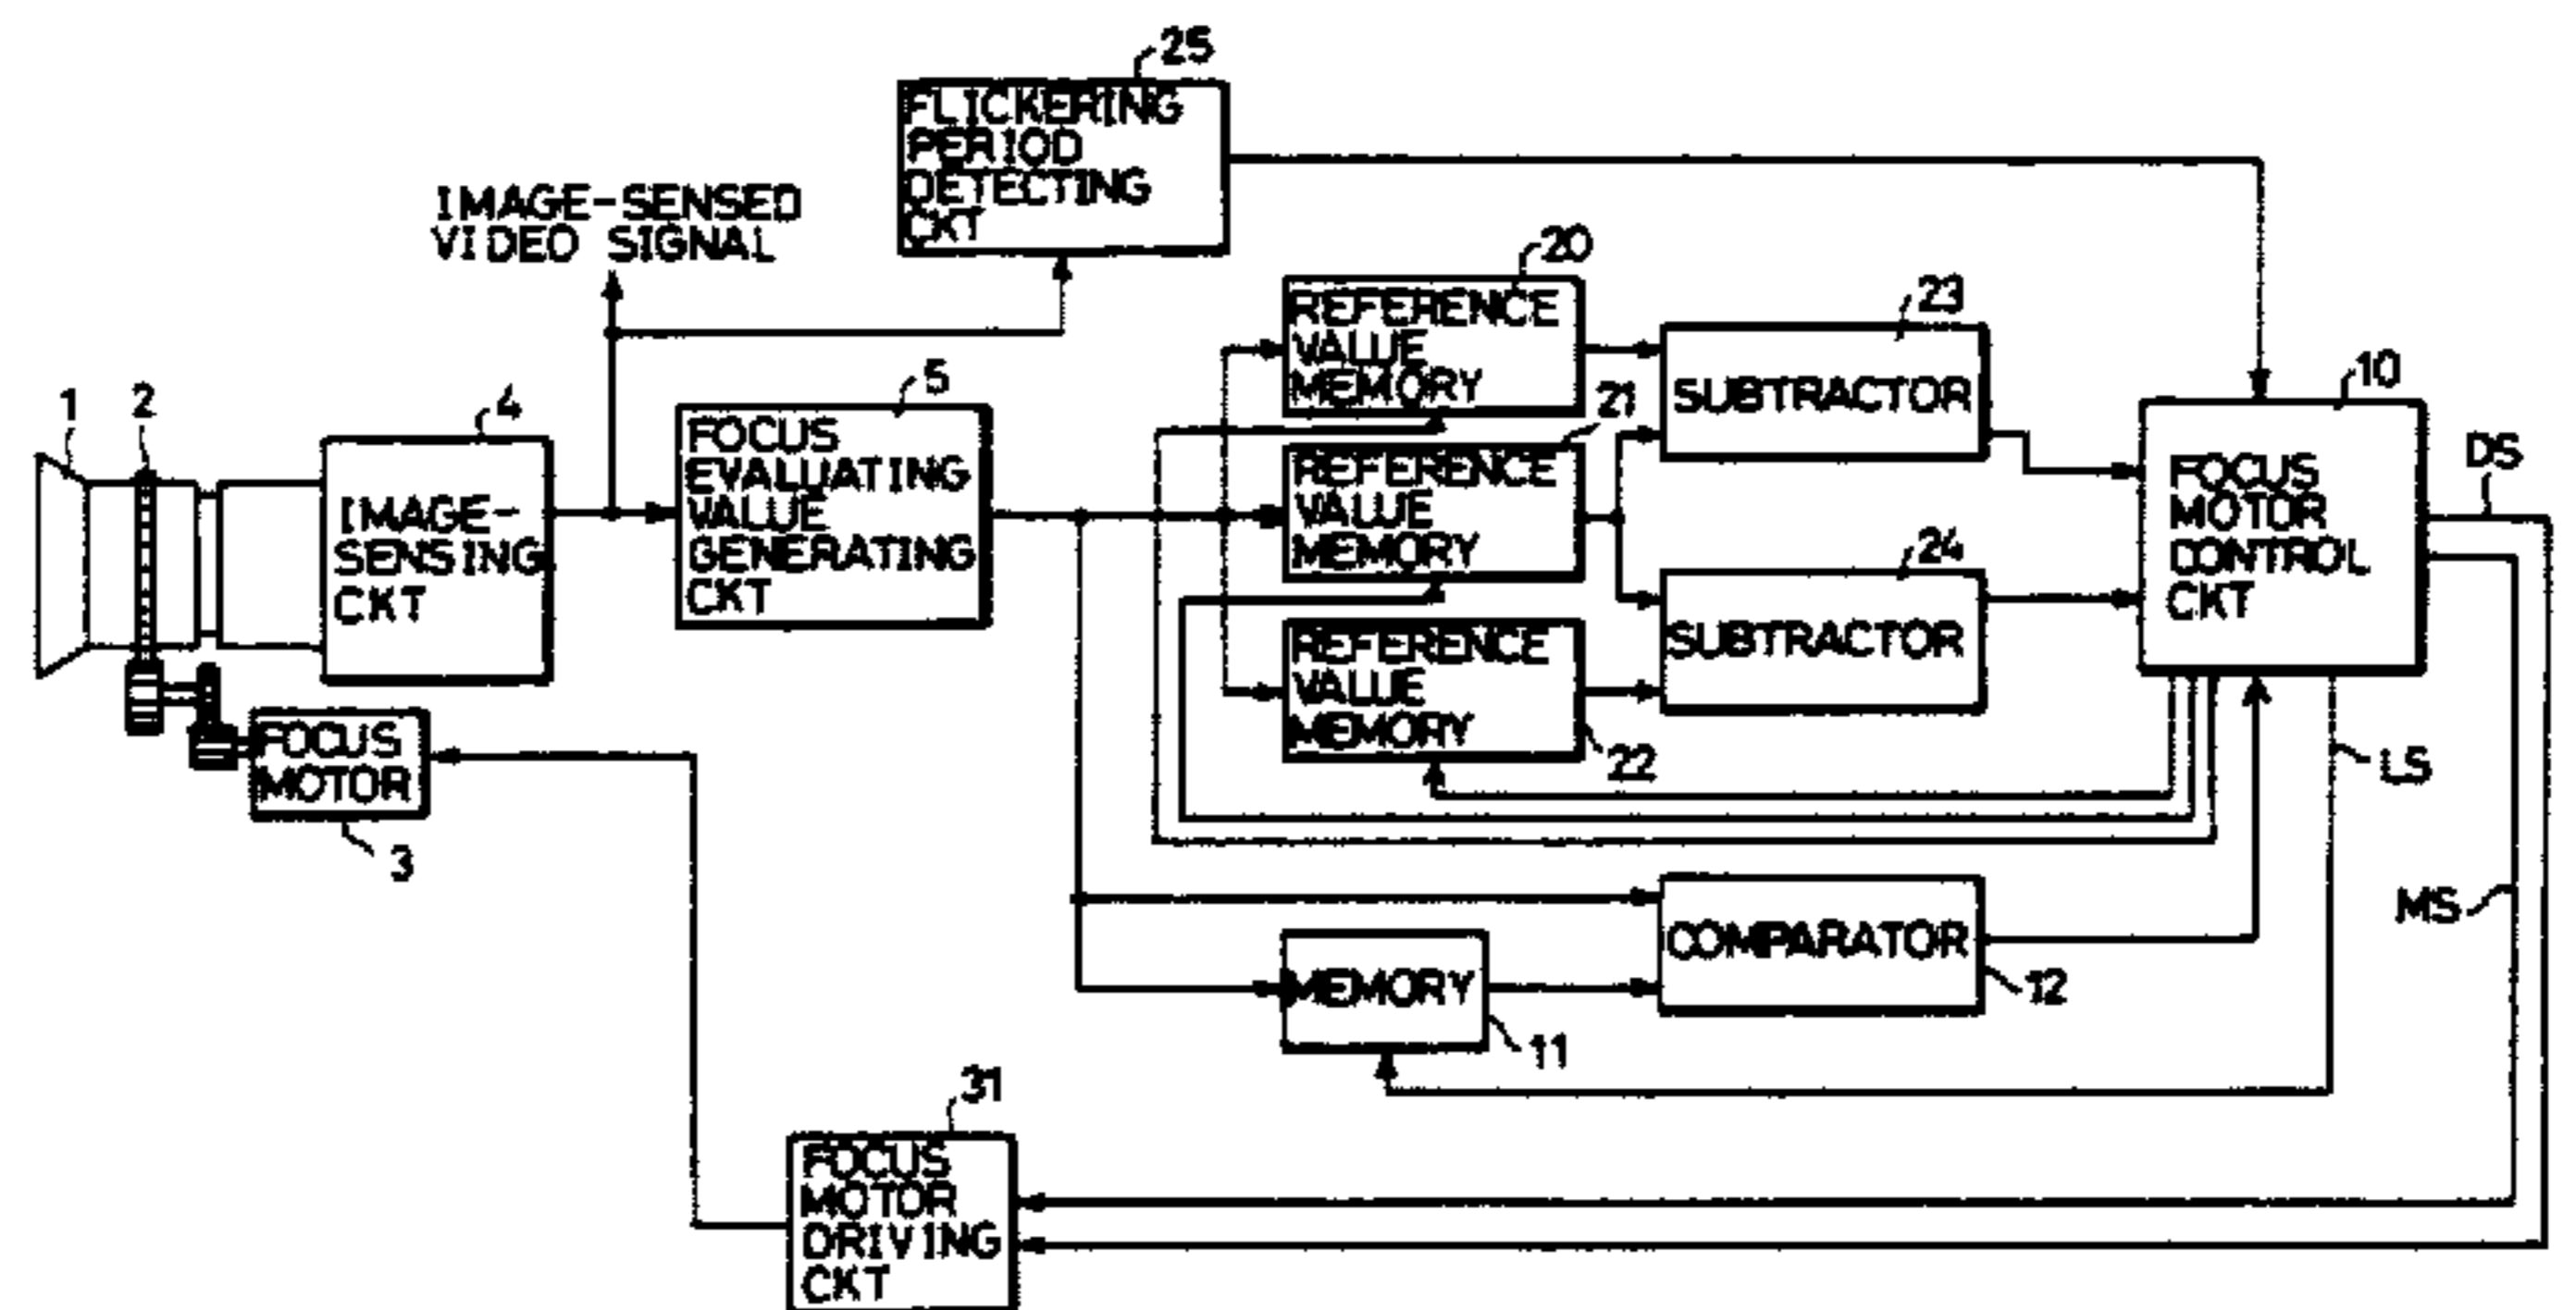 25
FLICKERING
PERIOD
DETECTING
CKT
IMAGE-SENSED
VIDEO SIGNAL
20
REFERENCE
VALUE
MEMORY
23
SUBTRACTOR
10
FOCUS
MOTOR
CONTROL
CKT
DS
1
2
4
IMAGE-
SENSING
CKT
5
FOCUS
EVALUATING
VALUE
GENERATING
CKT
21
REFERENCE
VALUE
MEMORY
24
SUBTRACTOR
REFERENCE
VALUE
MEMORY
22
LS
FOCUS
MOTOR
3
MS
COMPARATOR
12
MEMORY
11
31
FOCUS
MOTOR
DRIVING
CKT